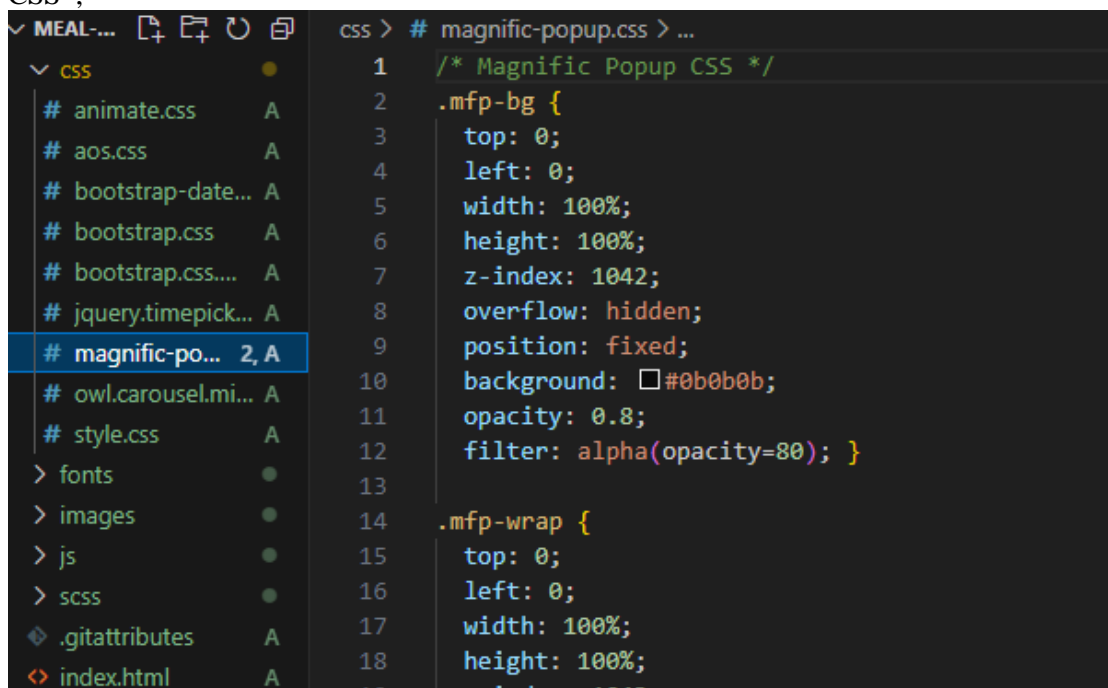 CSS ,
MEAL-...
css
# animate.css A
# aos.css A
# bootstrap-date... A
# bootstrap.css A
# bootstrap.css.... A
# jquery.timepick... A
# magnific-po... 2, A
# owl.carousel.mi... A
# style.css A
> fonts
> images
> js
> scss
.gitattributes A
<> index.html A
css > # magnific-popup.css > ...
1 /* Magnific Popup CSS */
2 .mfp-bg {
3 top: 0;
4 left: 0;
5 width: 100%;
6 height: 100%;
7 z-index: 1042;
8 overflow: hidden;
9 position: fixed;
10 background: #0b0b0b;
11 opacity: 0.8;
12 filter: alpha(opacity=80); }
13
14 .mfp-wrap {
15 top: 0;
16 left: 0;
17 width: 100%;
18 height: 100%;